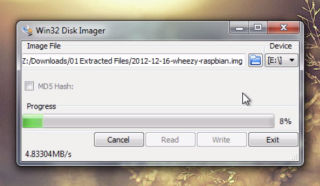 Win32 Disk Imager
Image File
Device
Z:/Downloads/01 Extracted Files/2012-12-16-wheezy-raspbian.img
[E:\]
MD5 Hash:
Progress
8%
Cancel
Read
Write
Exit
4.83304MB/s